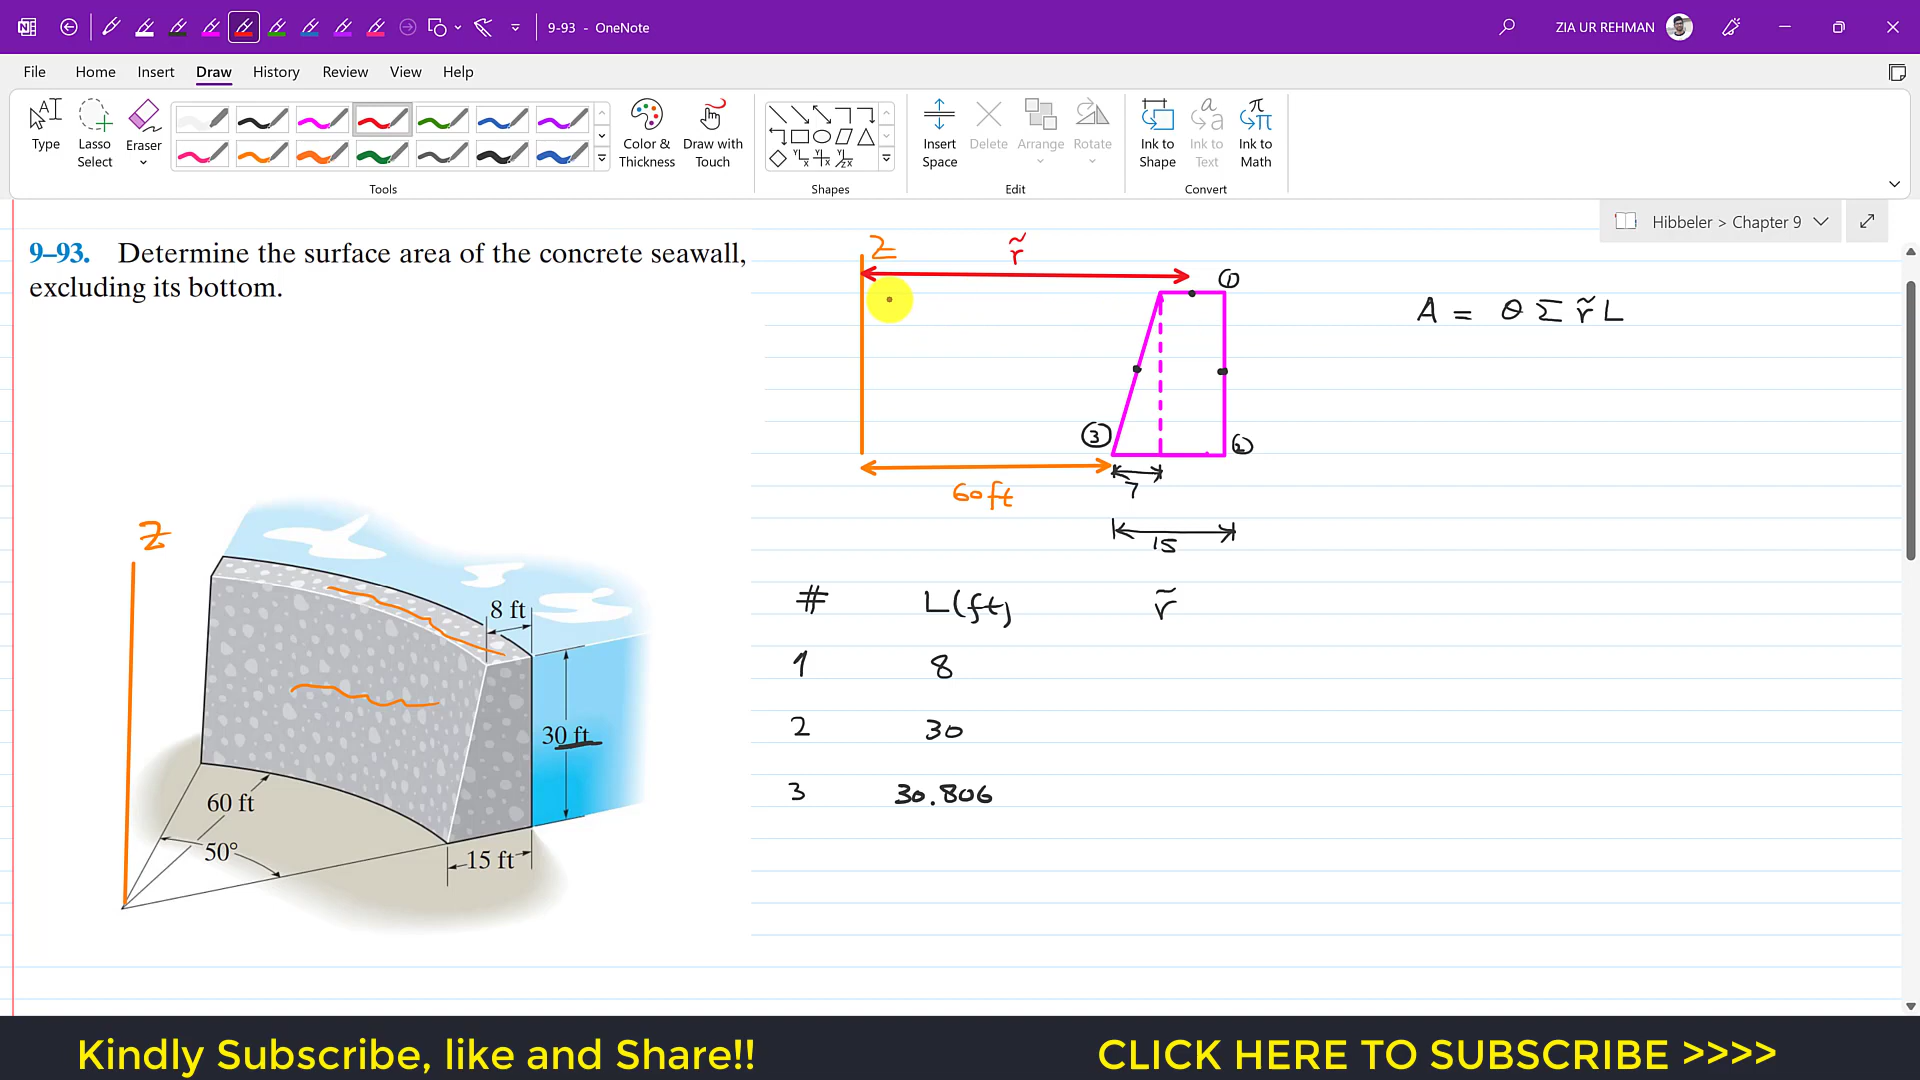 9-93 - OneNote
ZIA UR REHMAN
File Home Insert Draw History Review View Help
Type
Lasso Select
Eraser
Color & Thickness
Draw with Touch
Insert Space
Delete
Arrange
Rotate
Ink to Shape
Ink to Text
Ink to Math
Tools
Shapes
Edit
Convert
Hibbeler > Chapter 9
9–93. Determine the surface area of the concrete seawall,
excluding its bottom.
Z
r̃
①
A = θ Σ r̃ L
③
②
7
60ft
15
Z
8 ft
30 ft
60 ft
50°
15 ft
# L(ft) r̃
1 8
2 30
3 30.806
Kindly Subscribe, like and Share!!
CLICK HERE TO SUBSCRIBE >>>>